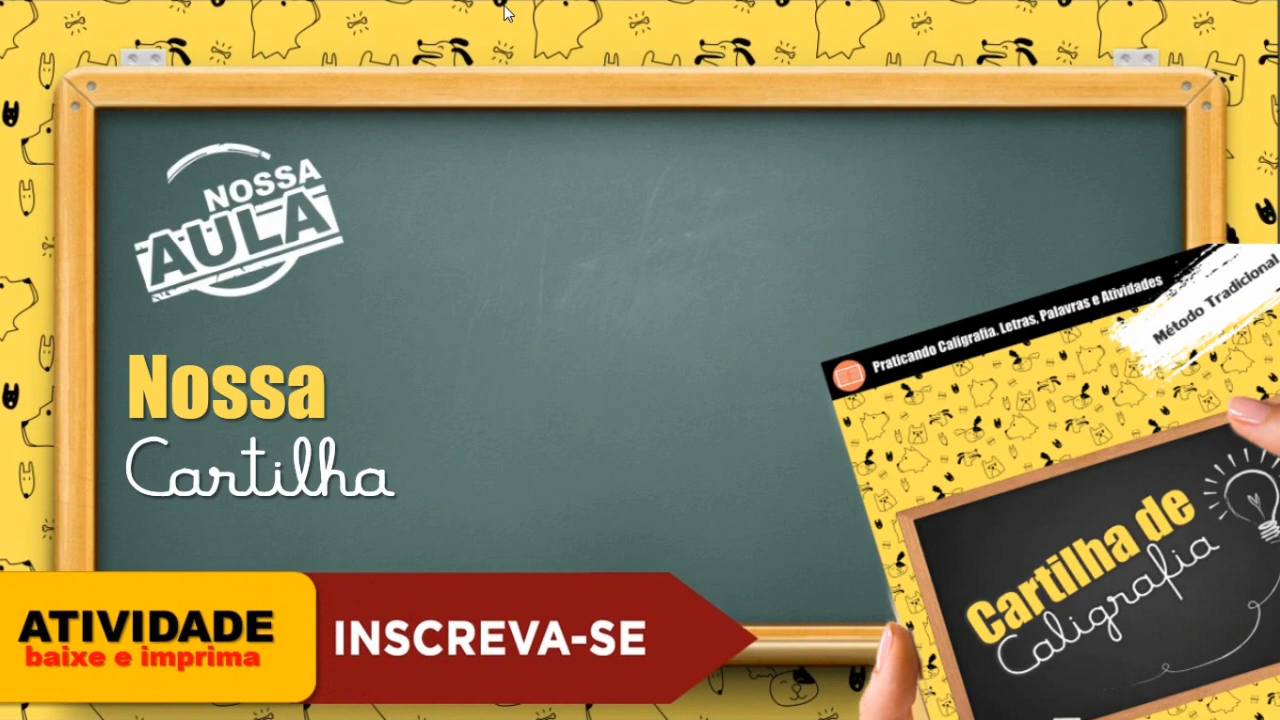 NOSSA
AULA
Nossa
Cartilha
Praticando Caligrafia. Letras, Palavras e Atividades
Método Tradicional
Cartilha de
Caligrafia
ATIVIDADE
baixe e imprima
INSCREVA-SE